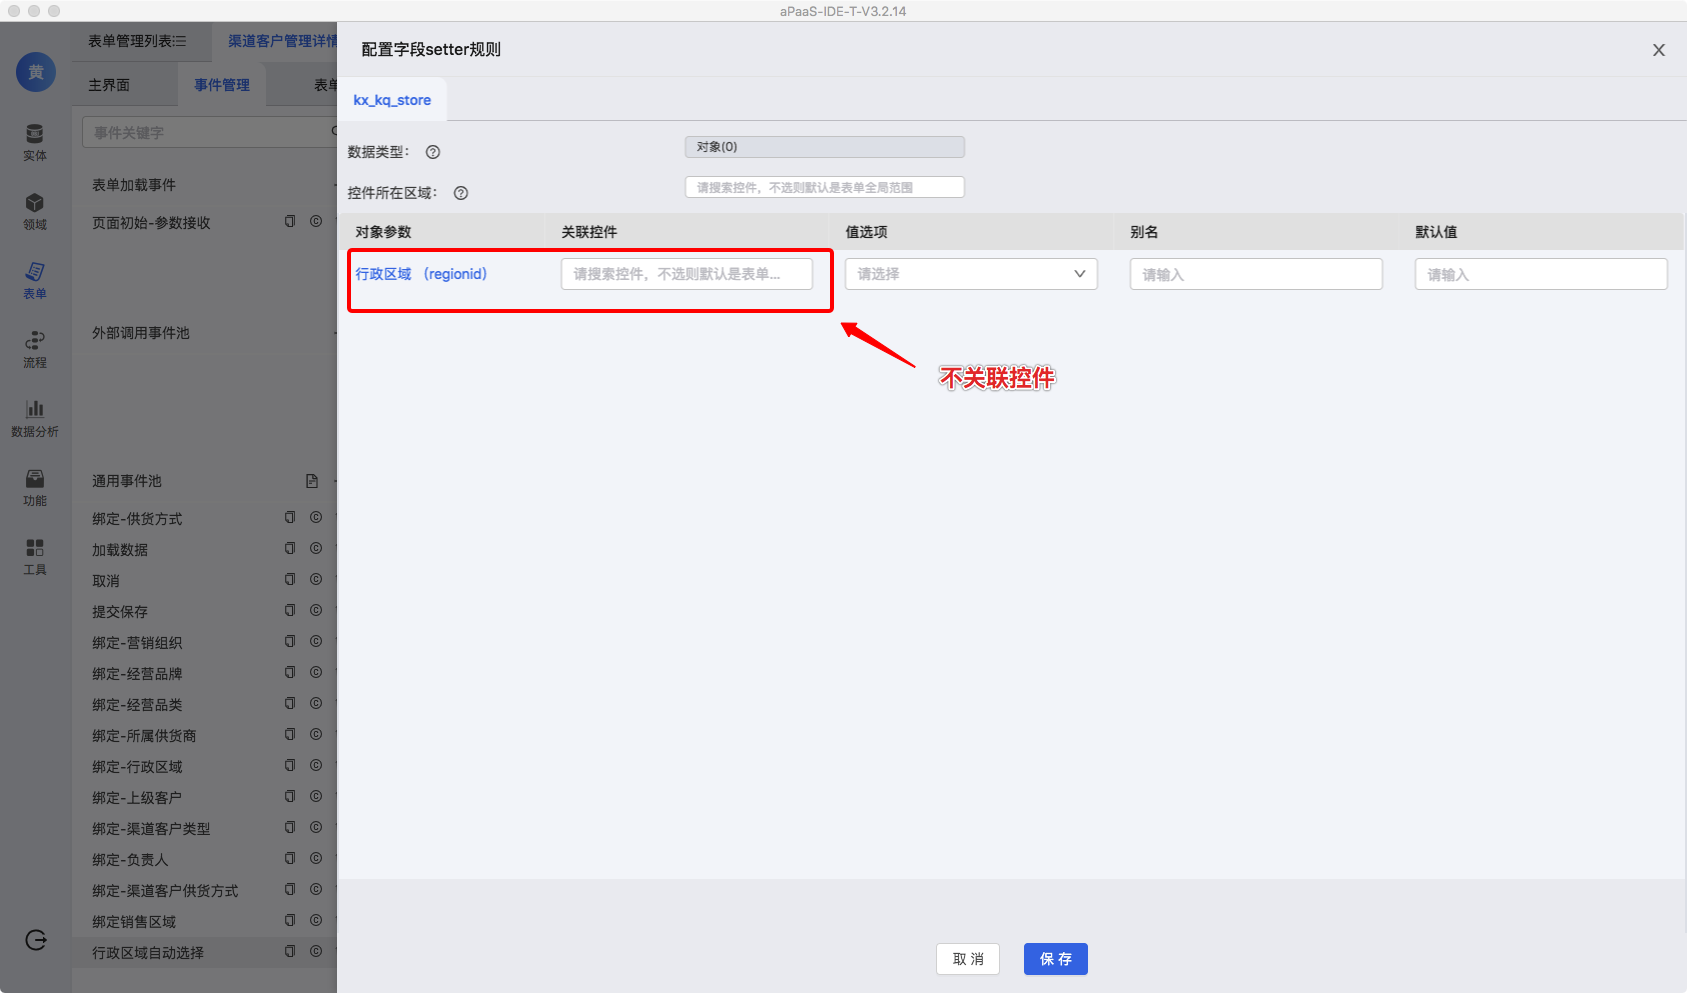 aPaaS-IDE-T-V3.2.14
黄
实体
领域
表单
流程
数据分析
功能
工具
表单管理列表
渠道客户管理详情
主界面
事件管理
表单
事件关键字
表单加载事件
页面初始-参数接收
外部调用事件池
通用事件池
绑定-供货方式
加载数据
取消
提交保存
绑定-营销组织
绑定-经营品牌
绑定-经营品类
绑定-所属供货商
绑定-行政区域
绑定-上级客户
绑定-渠道客户类型
绑定-负责人
绑定-渠道客户供货方式
绑定销售区域
行政区域自动选择
配置字段setter规则
kx_kq_store
数据类型：
对象(0)
控件所在区域：
请搜索控件，不选则默认是表单全局范围
对象参数 关联控件 值选项 别名 默认值
行政区域 （regionid） 请搜索控件，不选则默认是表单... 请选择 请输入 请输入
不关联控件
取 消
保 存